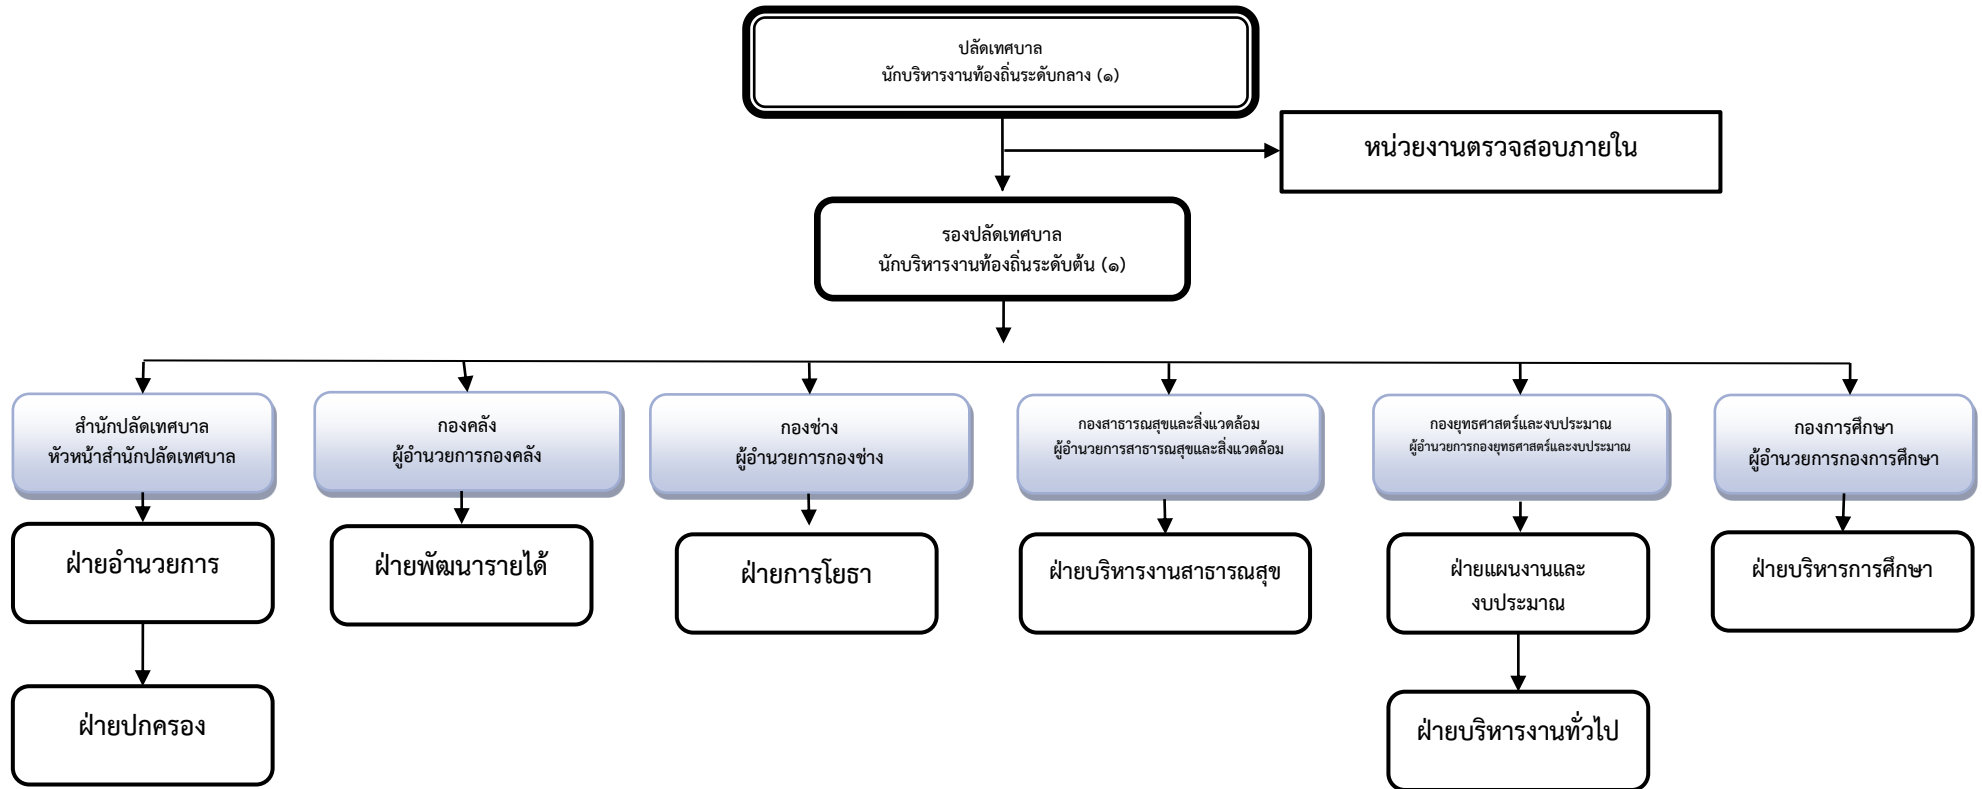 ปลัดเทศบาล
นักบริหารงานท้องถิ่นระดับกลาง (๑)
หน่วยงานตรวจสอบภายใน
รองปลัดเทศบาล
นักบริหารงานท้องถิ่นระดับต้น (๑)
สำนักปลัดเทศบาล
หัวหน้าสำนักปลัดเทศบาล
กองคลัง
ผู้อำนวยการกองคลัง
กองช่าง
ผู้อำนวยการกองช่าง
กองสาธารณสุขและสิ่งแวดล้อม
ผู้อำนวยการสาธารณสุขและสิ่งแวดล้อม
กองยุทธศาสตร์และงบประมาณ
ผู้อำนวยการกองยุทธศาสตร์และงบประมาณ
กองการศึกษา
ผู้อำนวยการกองการศึกษา
ฝ่ายอำนวยการ
ฝ่ายพัฒนารายได้
ฝ่ายการโยธา
ฝ่ายบริหารงานสาธารณสุข
ฝ่ายแผนงานและ
งบประมาณ
ฝ่ายบริหารการศึกษา
ฝ่ายปกครอง
ฝ่ายบริหารงานทั่วไป